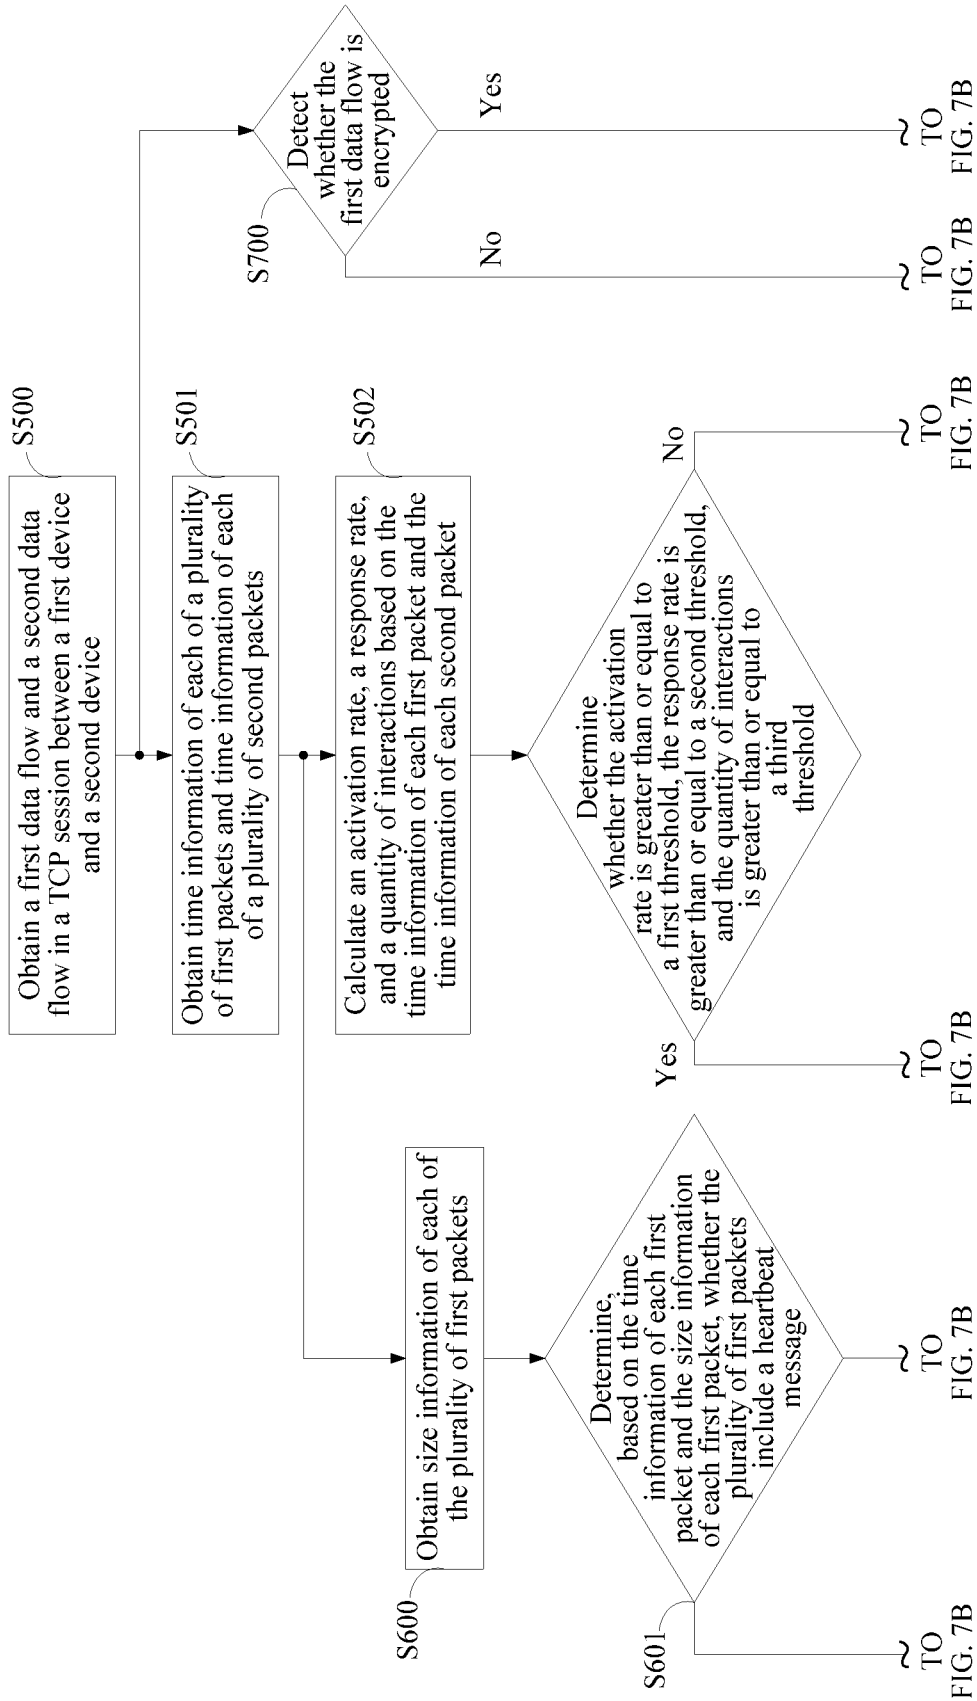 Obtain a first data flow and a second data
flow in a TCP session between a first device
and a second device
S500
Obtain time information of each of a plurality
of first packets and time information of each
of a plurality of second packets
S501
Calculate an activation rate, a response rate,
and a quantity of interactions based on the
time information of each first packet and the
time information of each second packet
S502
Detect
whether the
first data flow is
encrypted
S700
Obtain size information of each of
the plurality of first packets
S600
Determine,
based on the time
information of each first
packet and the size information
of each first packet, whether the
plurality of first packets
include a heartbeat
message
S601
Determine
whether the activation
rate is greater than or equal to
a first threshold, the response rate is
greater than or equal to a second threshold,
and the quantity of interactions
is greater than or equal to
a third
threshold
Yes
No
No
Yes
TO
FIG. 7B
TO
FIG. 7B
TO
FIG. 7B
TO
FIG. 7B
TO
FIG. 7B
TO
FIG. 7B